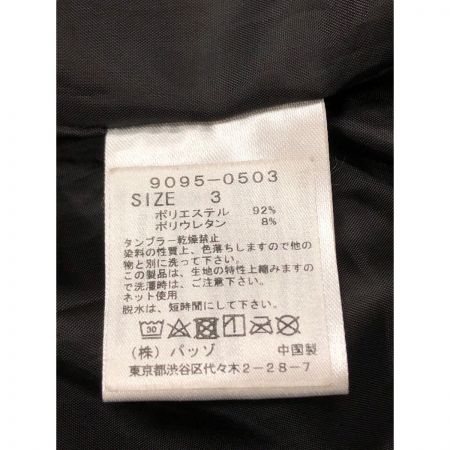 9095-0503
SIZE 3
ポリエステル 92%
ポリウレタン 8%
タンブラー乾燥禁止
染料の性質上、色落ちしますので他の
物と別に洗って下さい。
この製品は、生地の特性上縮みますの
で洗濯時は、ご注意下さい。
ネット使用
脱水は、短時間にして下さい。
30
(株) バッゾ 中国製
東京都渋谷区代々木2-28-7